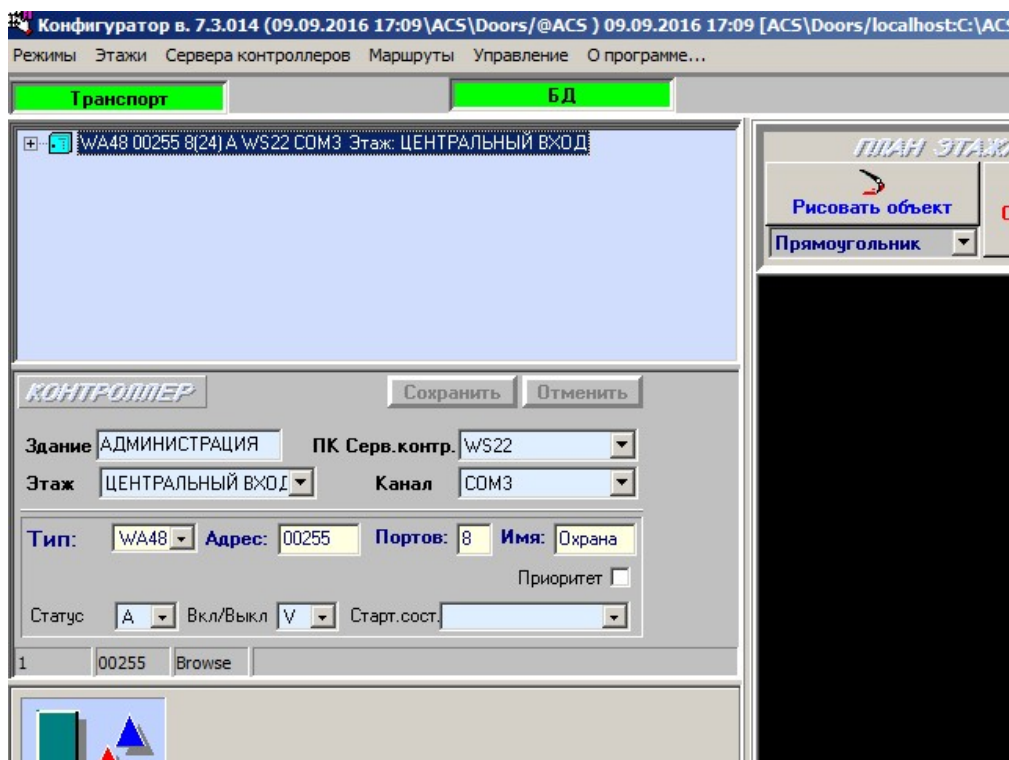 Конфигуратор в. 7.3.014 (09.09.2016 17:09\ACS\Doors/@ACS ) 09.09.2016 17:09 [ACS\Doors/localhost:C:\ACS
Режимы Этажи Сервера контроллеров Маршруты Управление О программе...
Транспорт БД
WA48 00255 8(24) A WS22 COM3 Этаж: ЦЕНТРАЛЬНЫЙ ВХОД
ПЛАН ЭТАЖ
Рисовать объект
Прямоугольник
КОНТРОЛЛЕР Сохранить Отменить
Здание АДМИНИСТРАЦИЯ ПК Серв.контр. WS22
Этаж ЦЕНТРАЛЬНЫЙ ВХОД Канал COM3
Тип: WA48 Адрес: 00255 Портов: 8 Имя: Охрана
Приоритет
Статус A Вкл/Выкл V Старт.сост.
1 00255 Browse